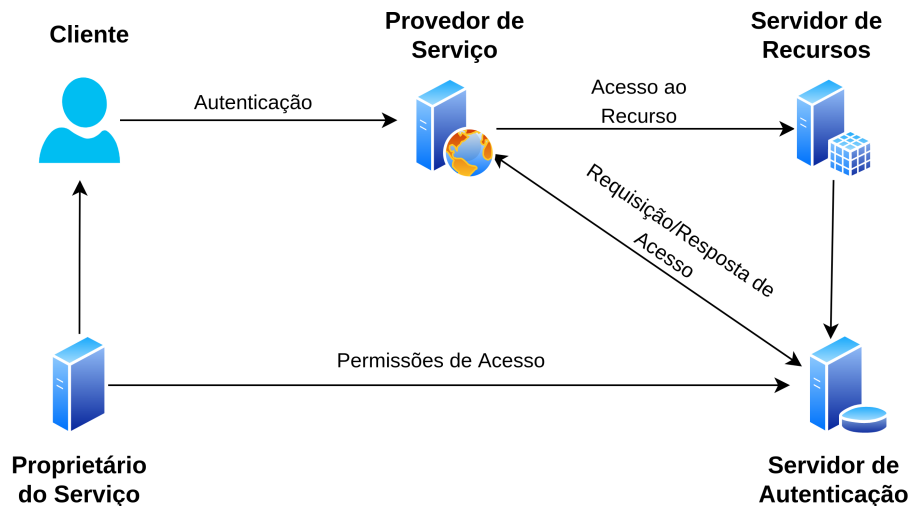 Cliente
Provedor de
Serviço
Servidor de
Recursos
Autenticação
Acesso ao
Recurso
Requisição/Resposta de
Acesso
Permissões de Acesso
Proprietário
do Serviço
Servidor de
Autenticação